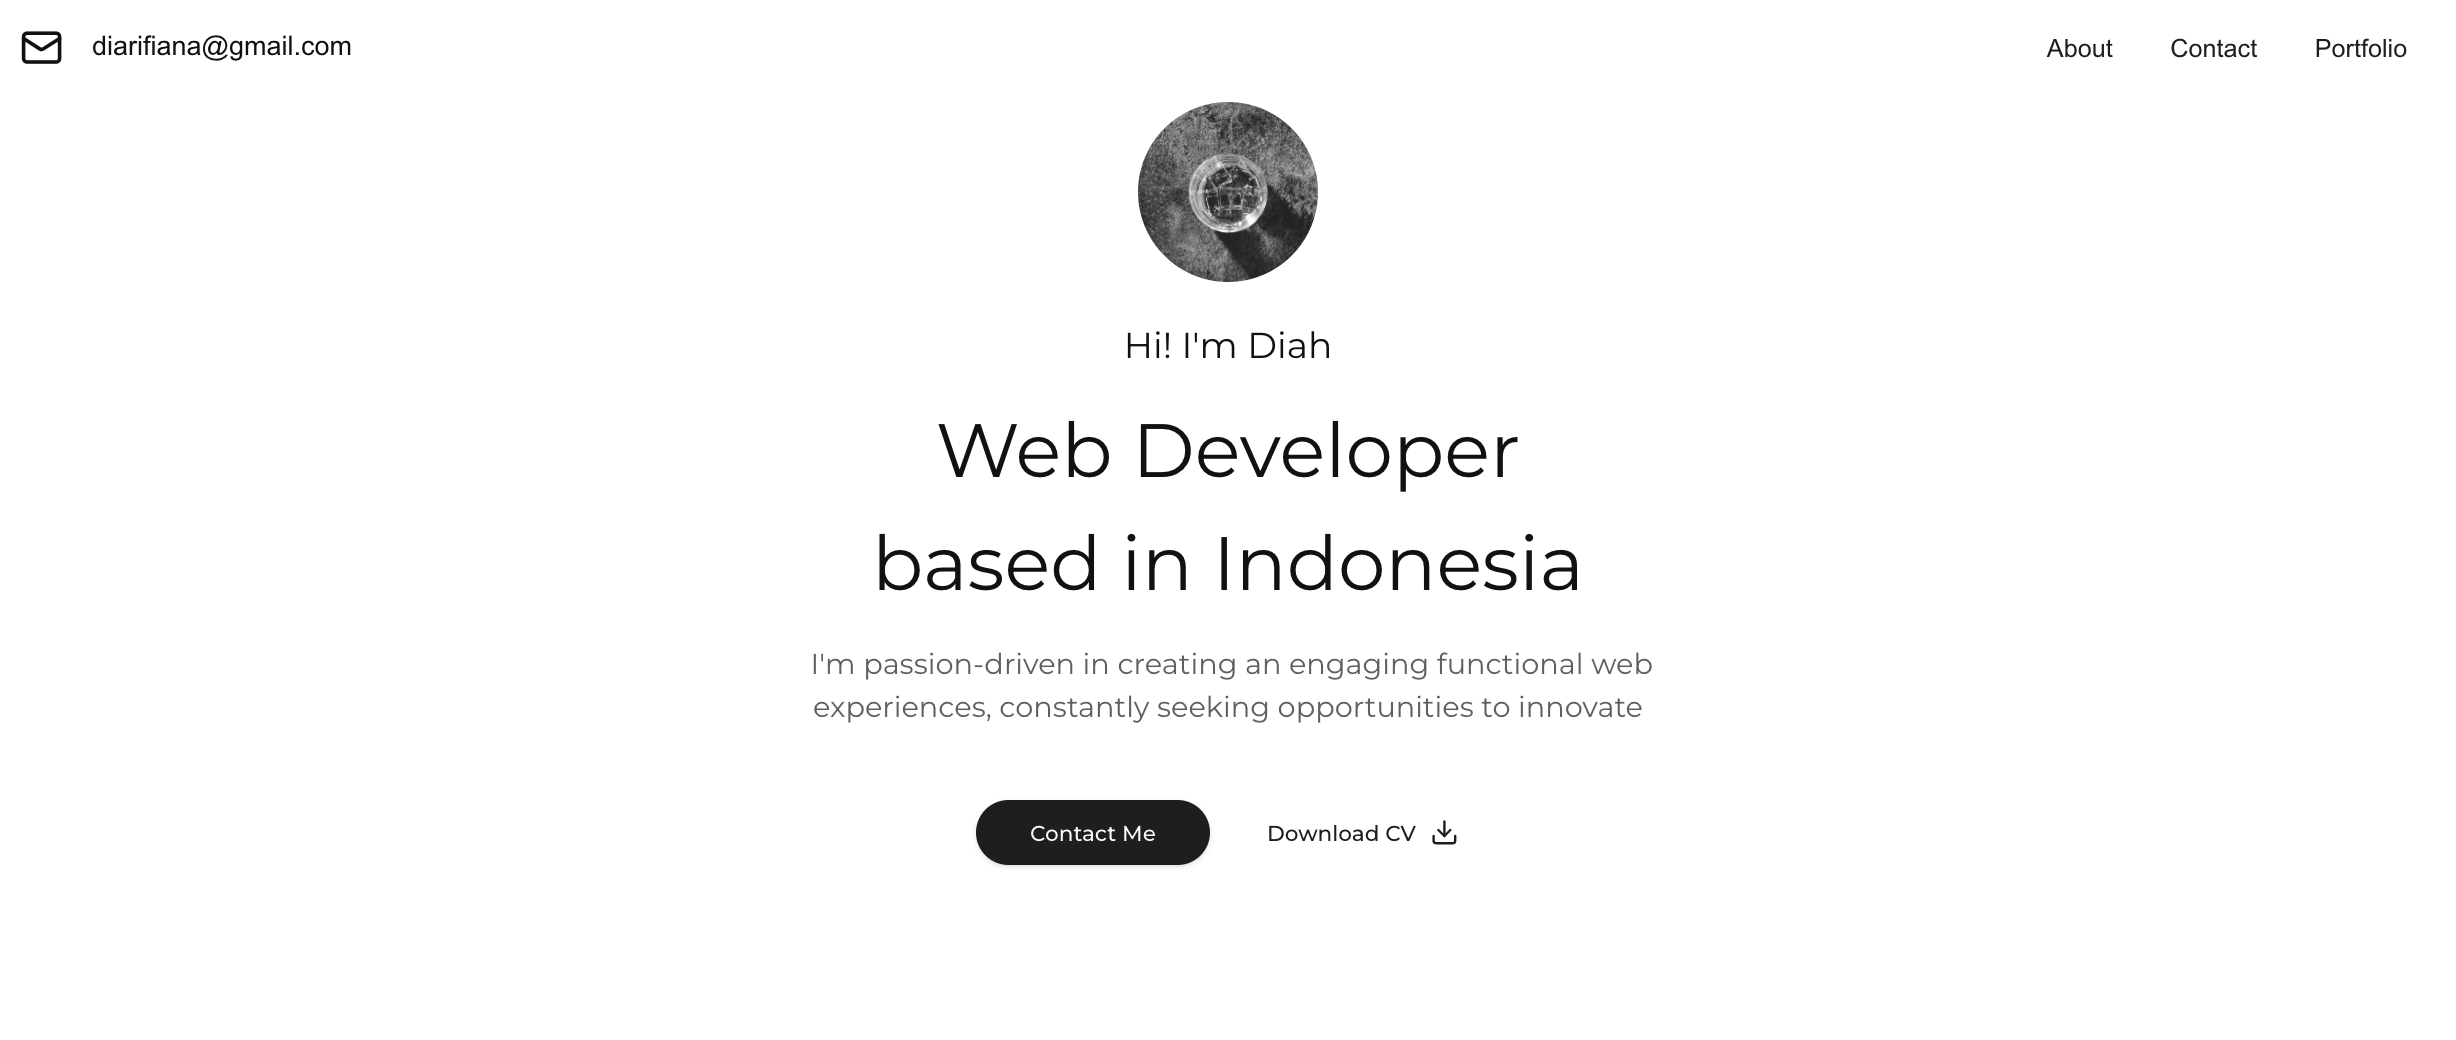 diarifiana@gmail.com
About Contact Portfolio
Hi! I'm Diah
Web Developer
based in Indonesia
I'm passion-driven in creating an engaging functional web
experiences, constantly seeking opportunities to innovate
Contact Me
Download CV